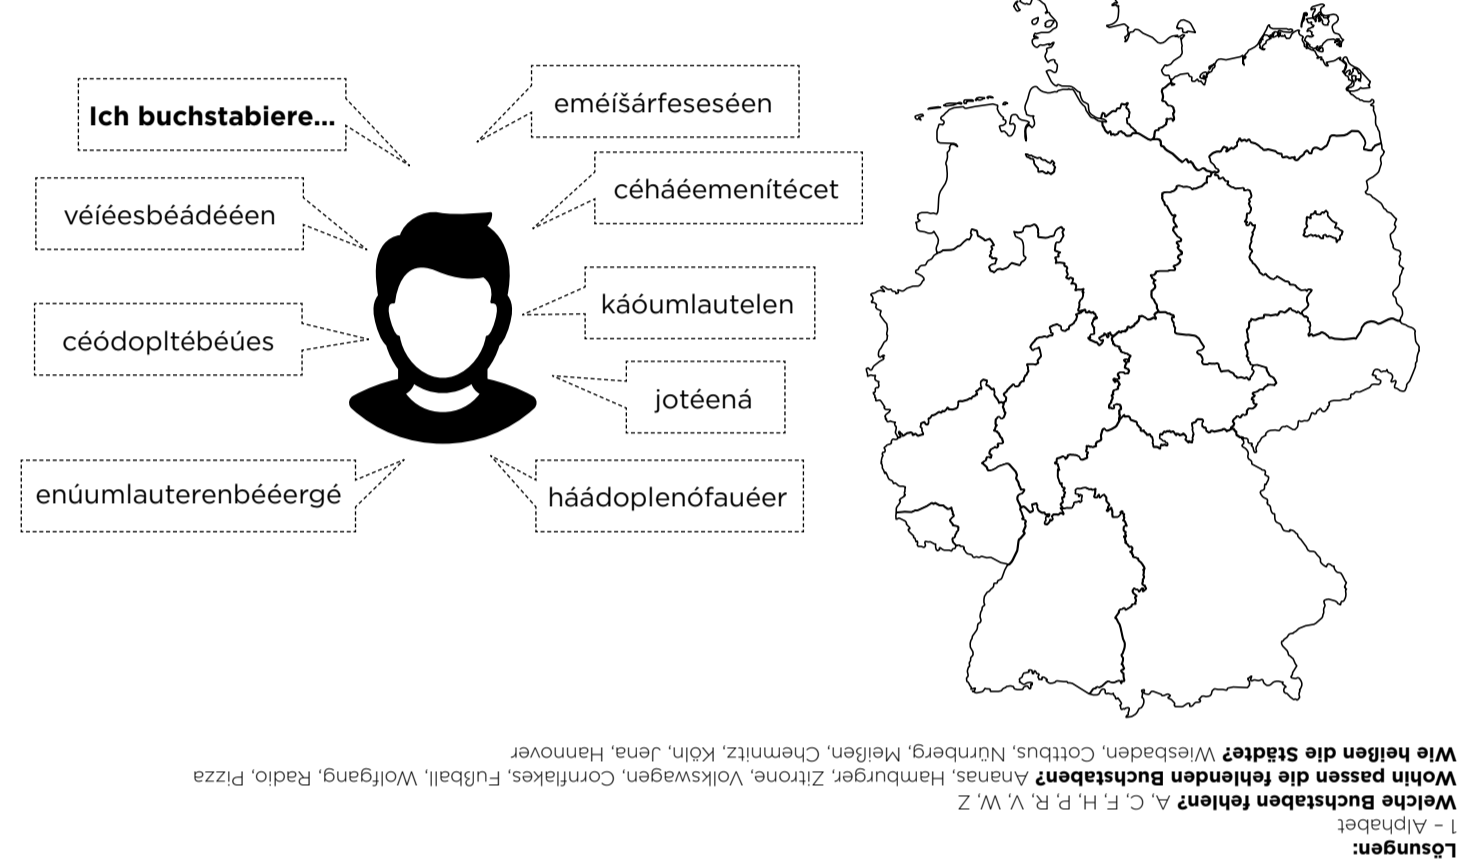 Ich buchstabiere...
eméíšárfeseséen
céháéemenítécet
véíéesbéádééen
káóumlautelen
céódopltébéúes
jotéená
enúumlauterenbééergé
háádoplenófauéer
Lösungen:
1 – Alphabet
Welche Buchstaben fehlen? A, C, F, H, P, R, V, W, Z
Wohin passen die fehlenden Buchstaben? Ananas, Hamburger, Zitrone, Volkswagen, Cornflakes, Fußball, Wolfgang, Radio, Pizza
Wie heißen die Städte? Wiesbaden, Cottbus, Nürnberg, Meißen, Chemnitz, Köln, Jena, Hannover